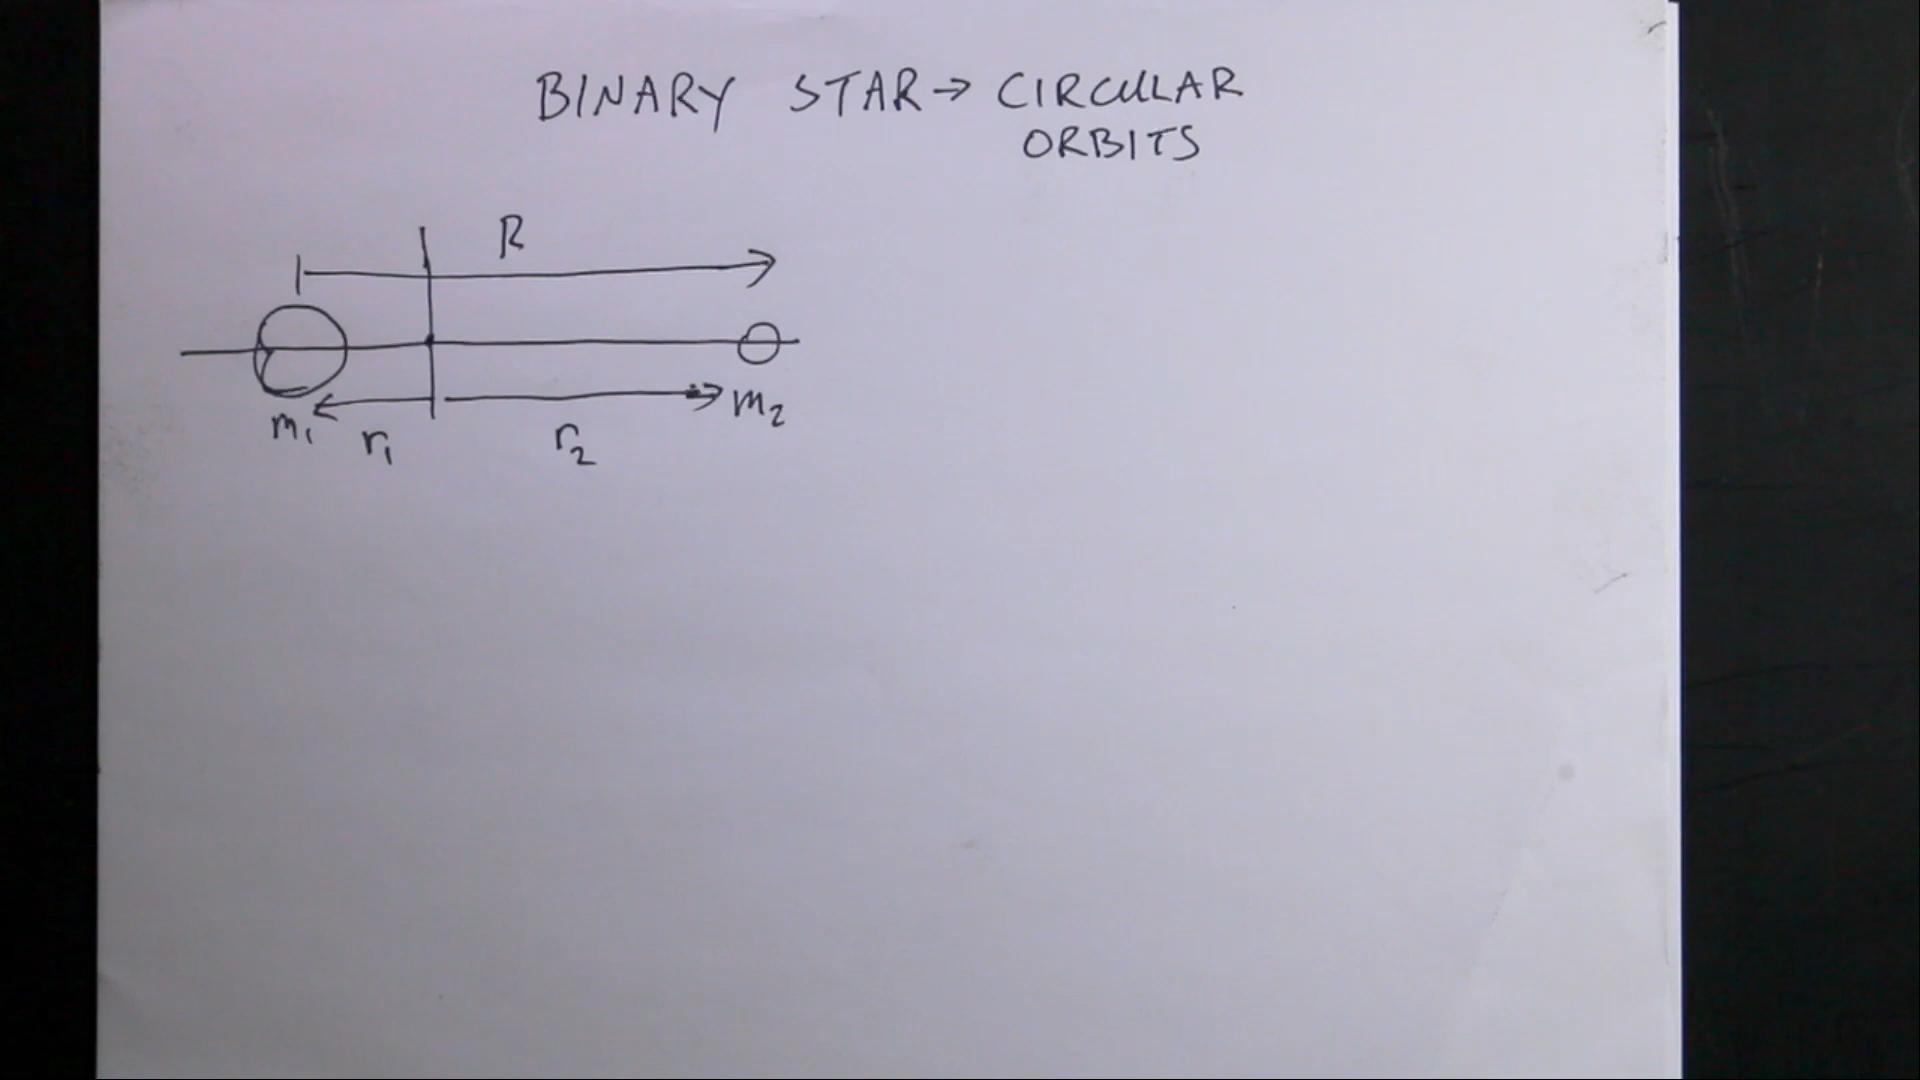 BINARY STAR → CIRCULAR
ORBITS
R
m₁
r₁
r₂
m₂